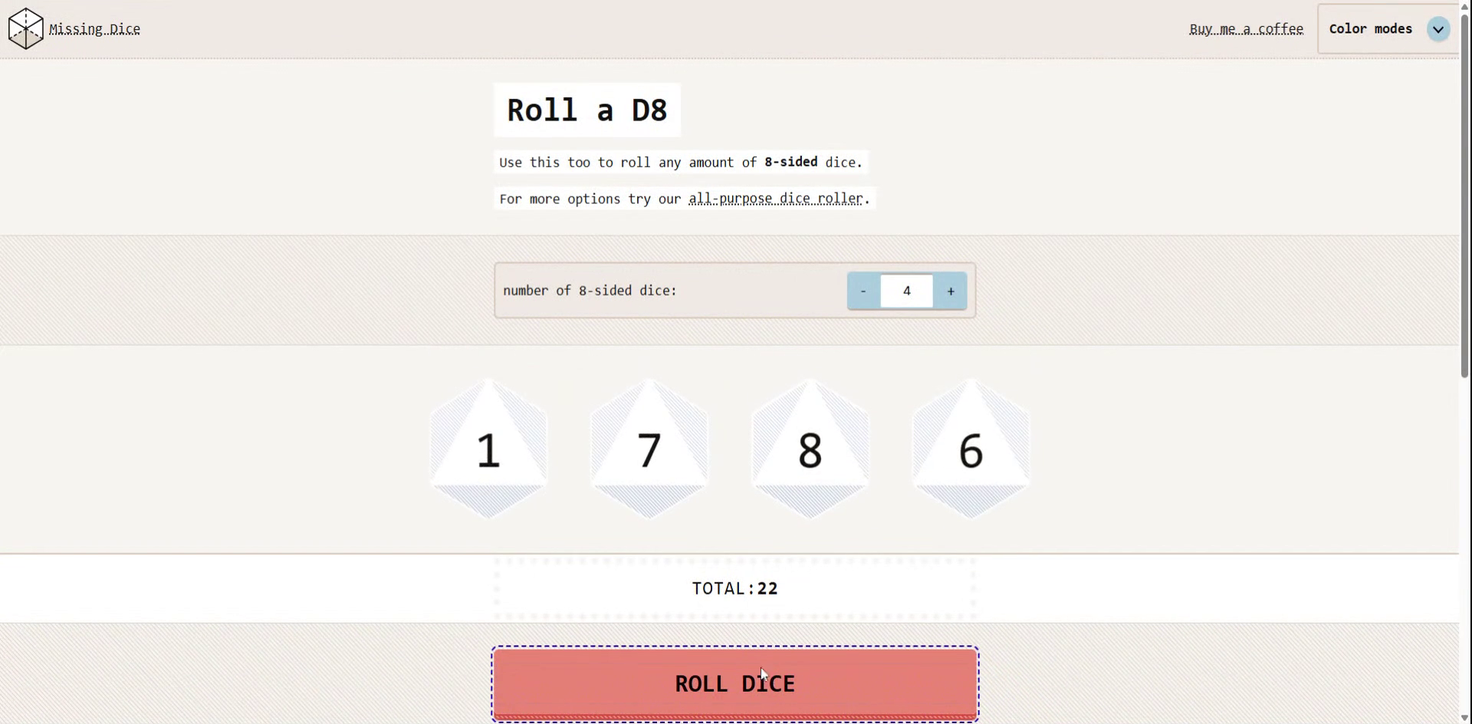 Missing Dice
Buy me a coffee
Color modes
Roll a D8
Use this too to roll any amount of 8-sided dice.
For more options try our all-purpose dice roller.
number of 8-sided dice:
- 4 +
1 7 8 6
TOTAL:22
ROLL DICE